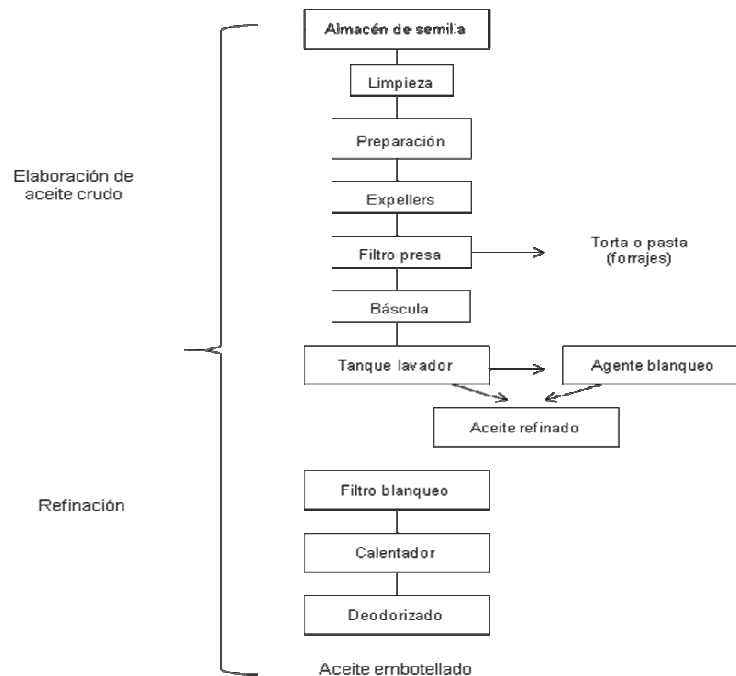 Almacén de semilla
Limpieza
Preparación
Elaboración de
aceite crudo
Expellers
Filtro presa
Torta o pasta
(forrajes)
Báscula
Tanque lavador
Agente blanqueo
Aceite refinado
Filtro blanqueo
Refinación
Calentador
Deodorizado
Aceite embotellado